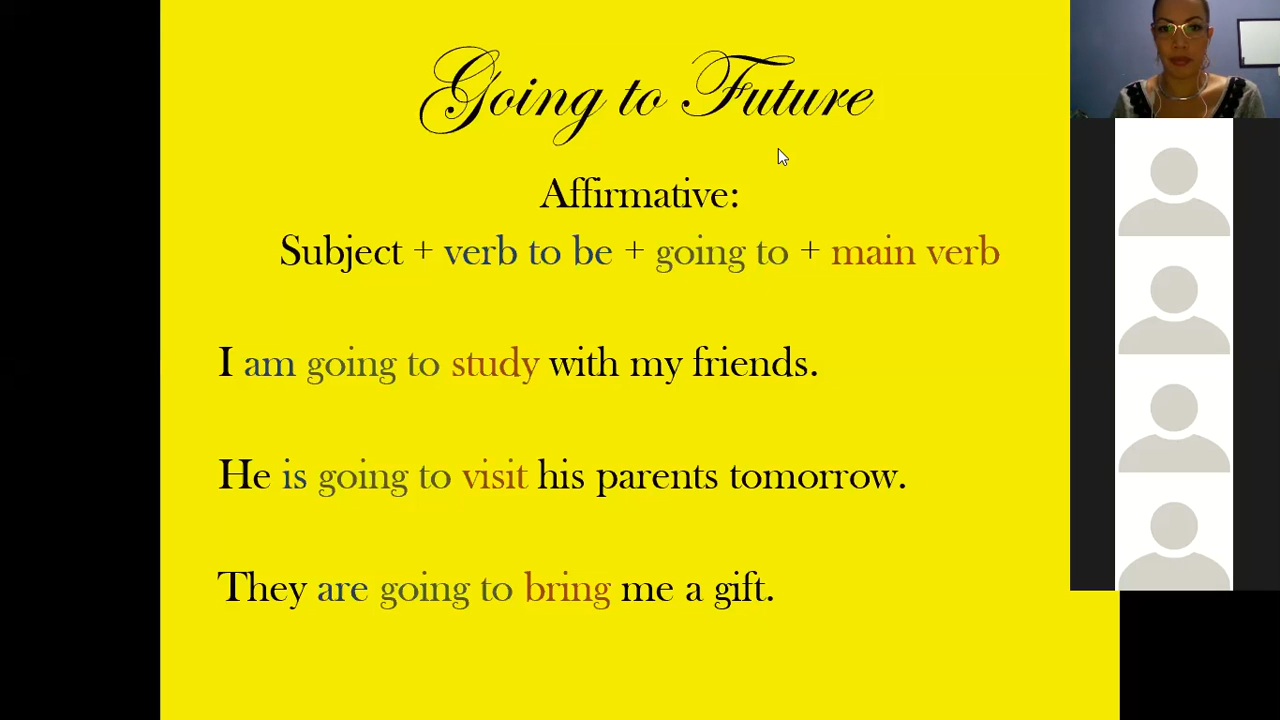 Going to Future
Affirmative:
Subject + verb to be + going to + main verb
I am going to study with my friends.
He is going to visit his parents tomorrow.
They are going to bring me a gift.